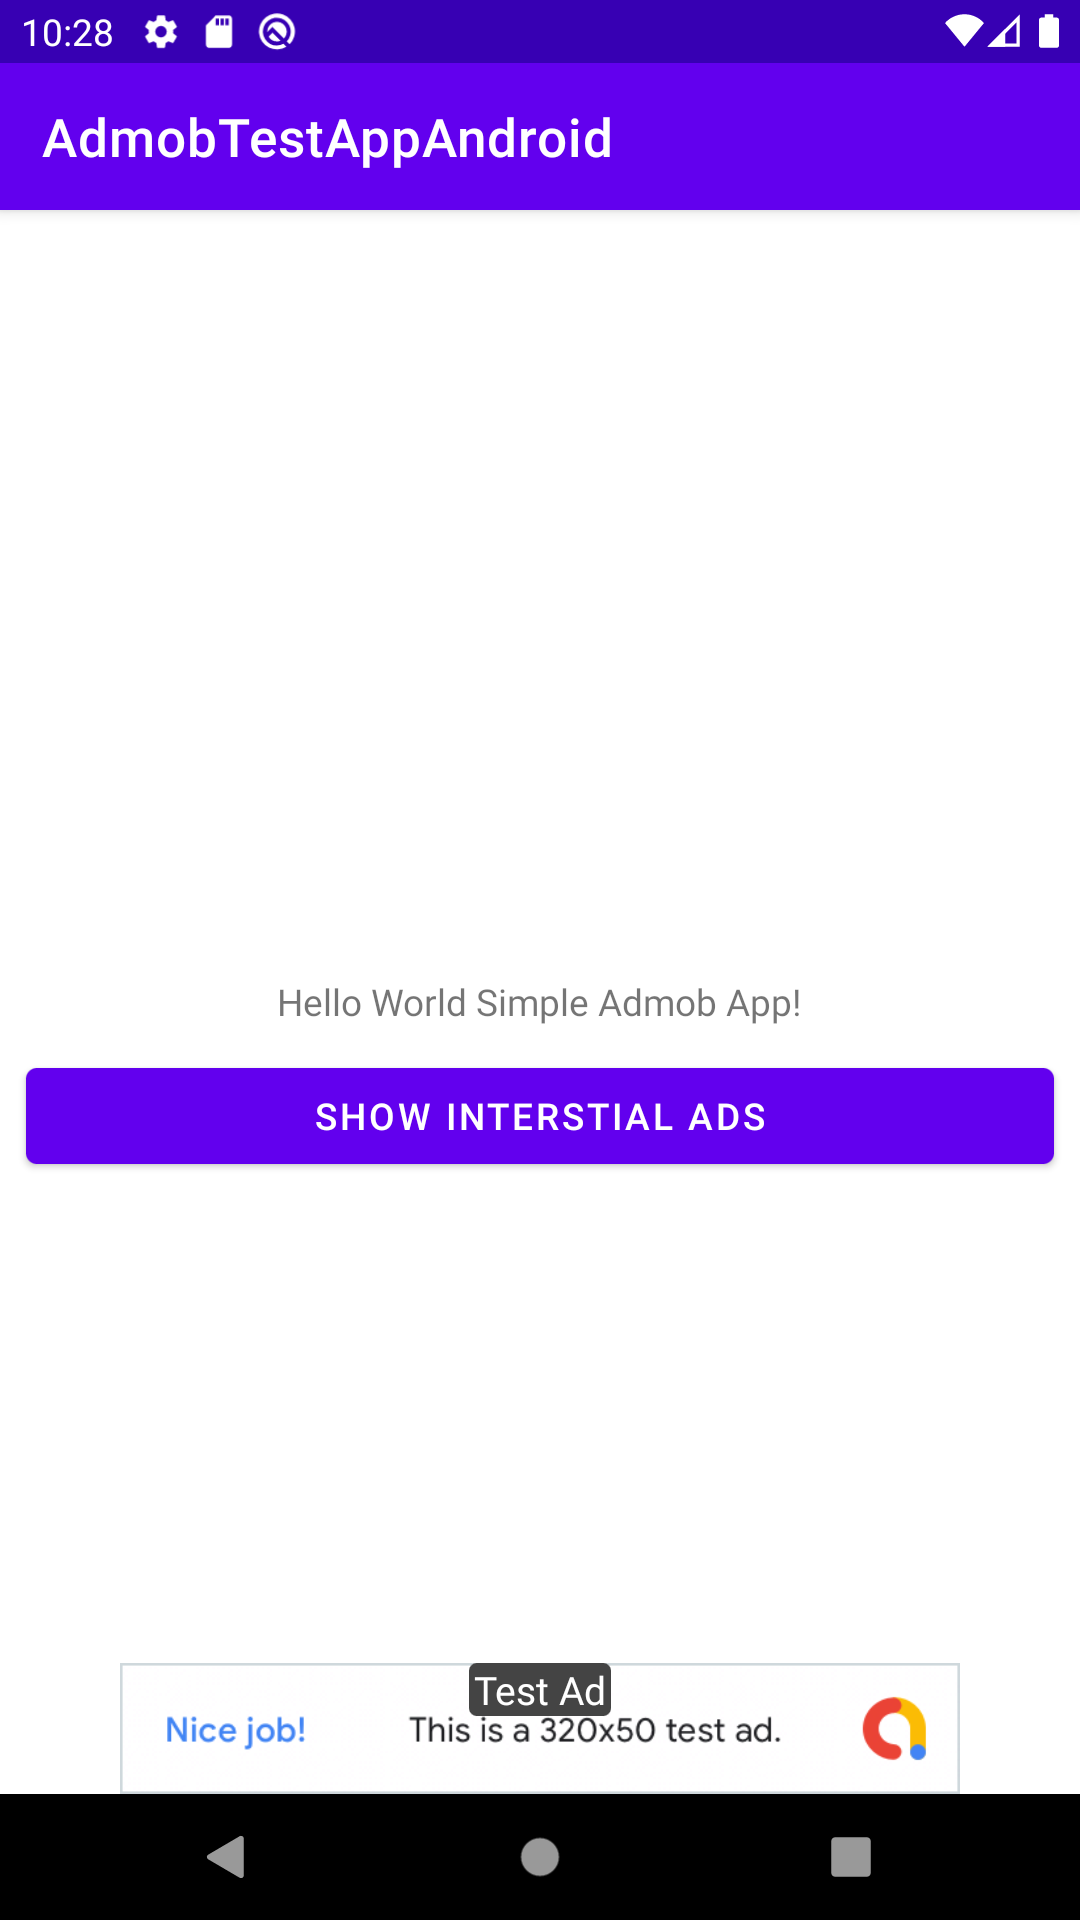 10:28
AdmobTestAppAndroid
Hello World Simple Admob App!
SHOW INTERSTIAL ADS
Test Ad
Nice job! This is a 320x50 test ad.